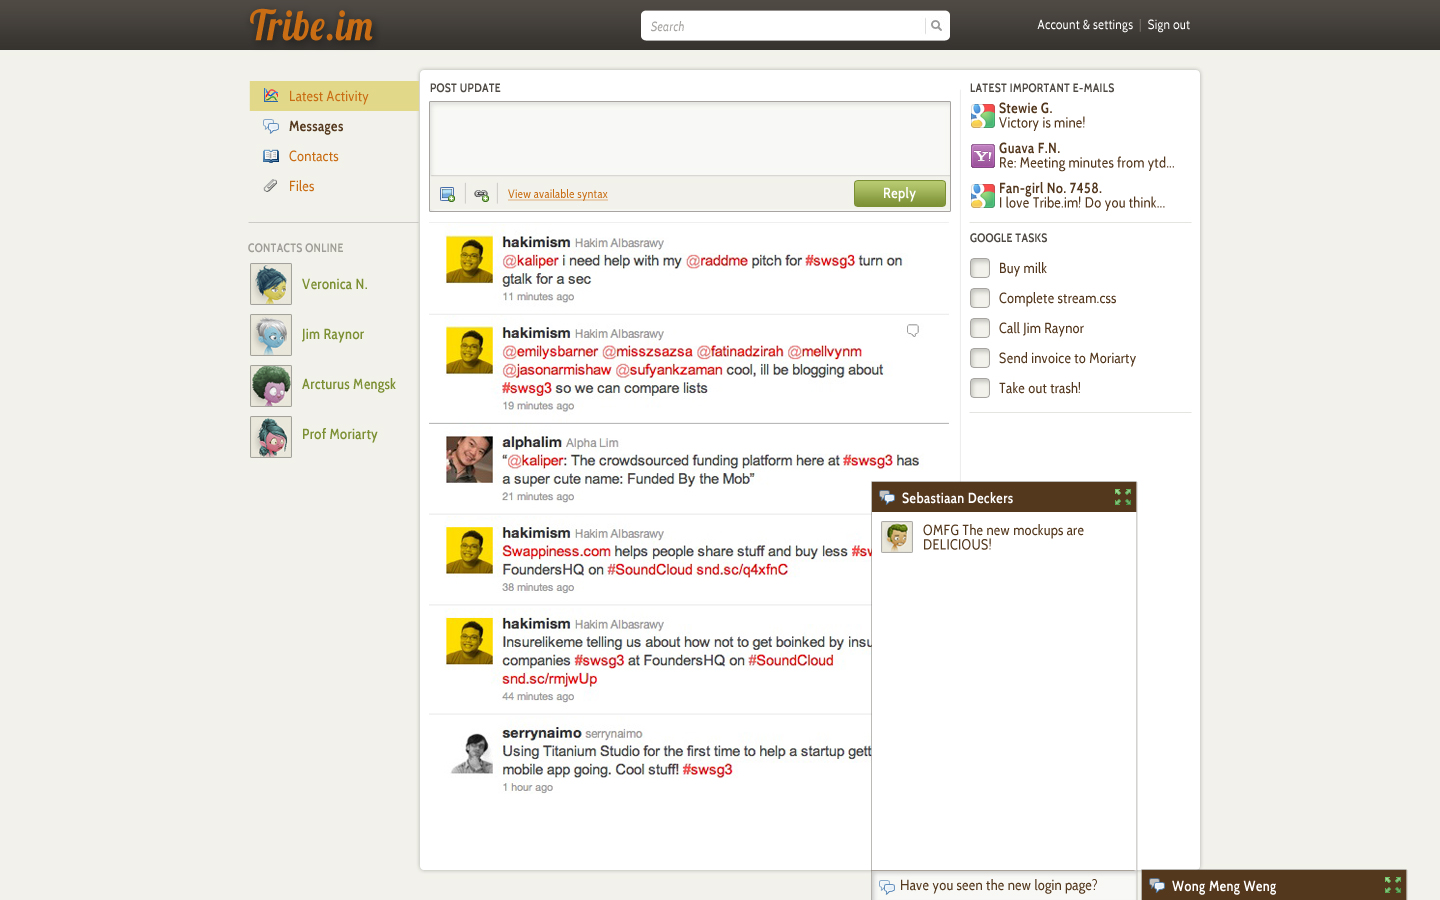 Tribe.im
Search
Account & settings | Sign out
Latest Activity
Messages
Contacts
Files
CONTACTS ONLINE
Veronica N.
Jim Raynor
Arcturus Mengsk
Prof Moriarty
POST UPDATE
View available syntax
Reply
hakimism Hakim Albasrawy
@kaliper i need help with my @raddme pitch for #swsg3 turn on
gtalk for a sec
11 minutes ago
hakimism Hakim Albasrawy
@emilysbarner @misszsazsa @fatinadzirah @mellvynm
@jasonarmishaw @sufyankzaman cool, ill be blogging about
#swsg3 so we can compare lists
19 minutes ago
alphalim Alpha Lim
“@kaliper: The crowdsourced funding platform here at #swsg3 has
a super cute name: Funded By the Mob”
21 minutes ago
hakimism Hakim Albasrawy
Swappiness.com helps people share stuff and buy less #sw
FoundersHQ on #SoundCloud snd.sc/q4xfnC
38 minutes ago
hakimism Hakim Albasrawy
Insurelikeme telling us about how not to get boinked by insu
companies #swsg3 at FoundersHQ on #SoundCloud
snd.sc/rmjwUp
44 minutes ago
serrynaimo serrynaimo
Using Titanium Studio for the first time to help a startup gett
mobile app going. Cool stuff! #swsg3
1 hour ago
LATEST IMPORTANT E-MAILS
Stewie G.
Victory is mine!
Y!
Guava F.N.
Re: Meeting minutes from ytd...
Fan-girl No. 7458.
I love Tribe.im! Do you think...
GOOGLE TASKS
Buy milk
Complete stream.css
Call Jim Raynor
Send invoice to Moriarty
Take out trash!
Sebastiaan Deckers
OMFG The new mockups are
DELICIOUS!
Have you seen the new login page?
Wong Meng Weng